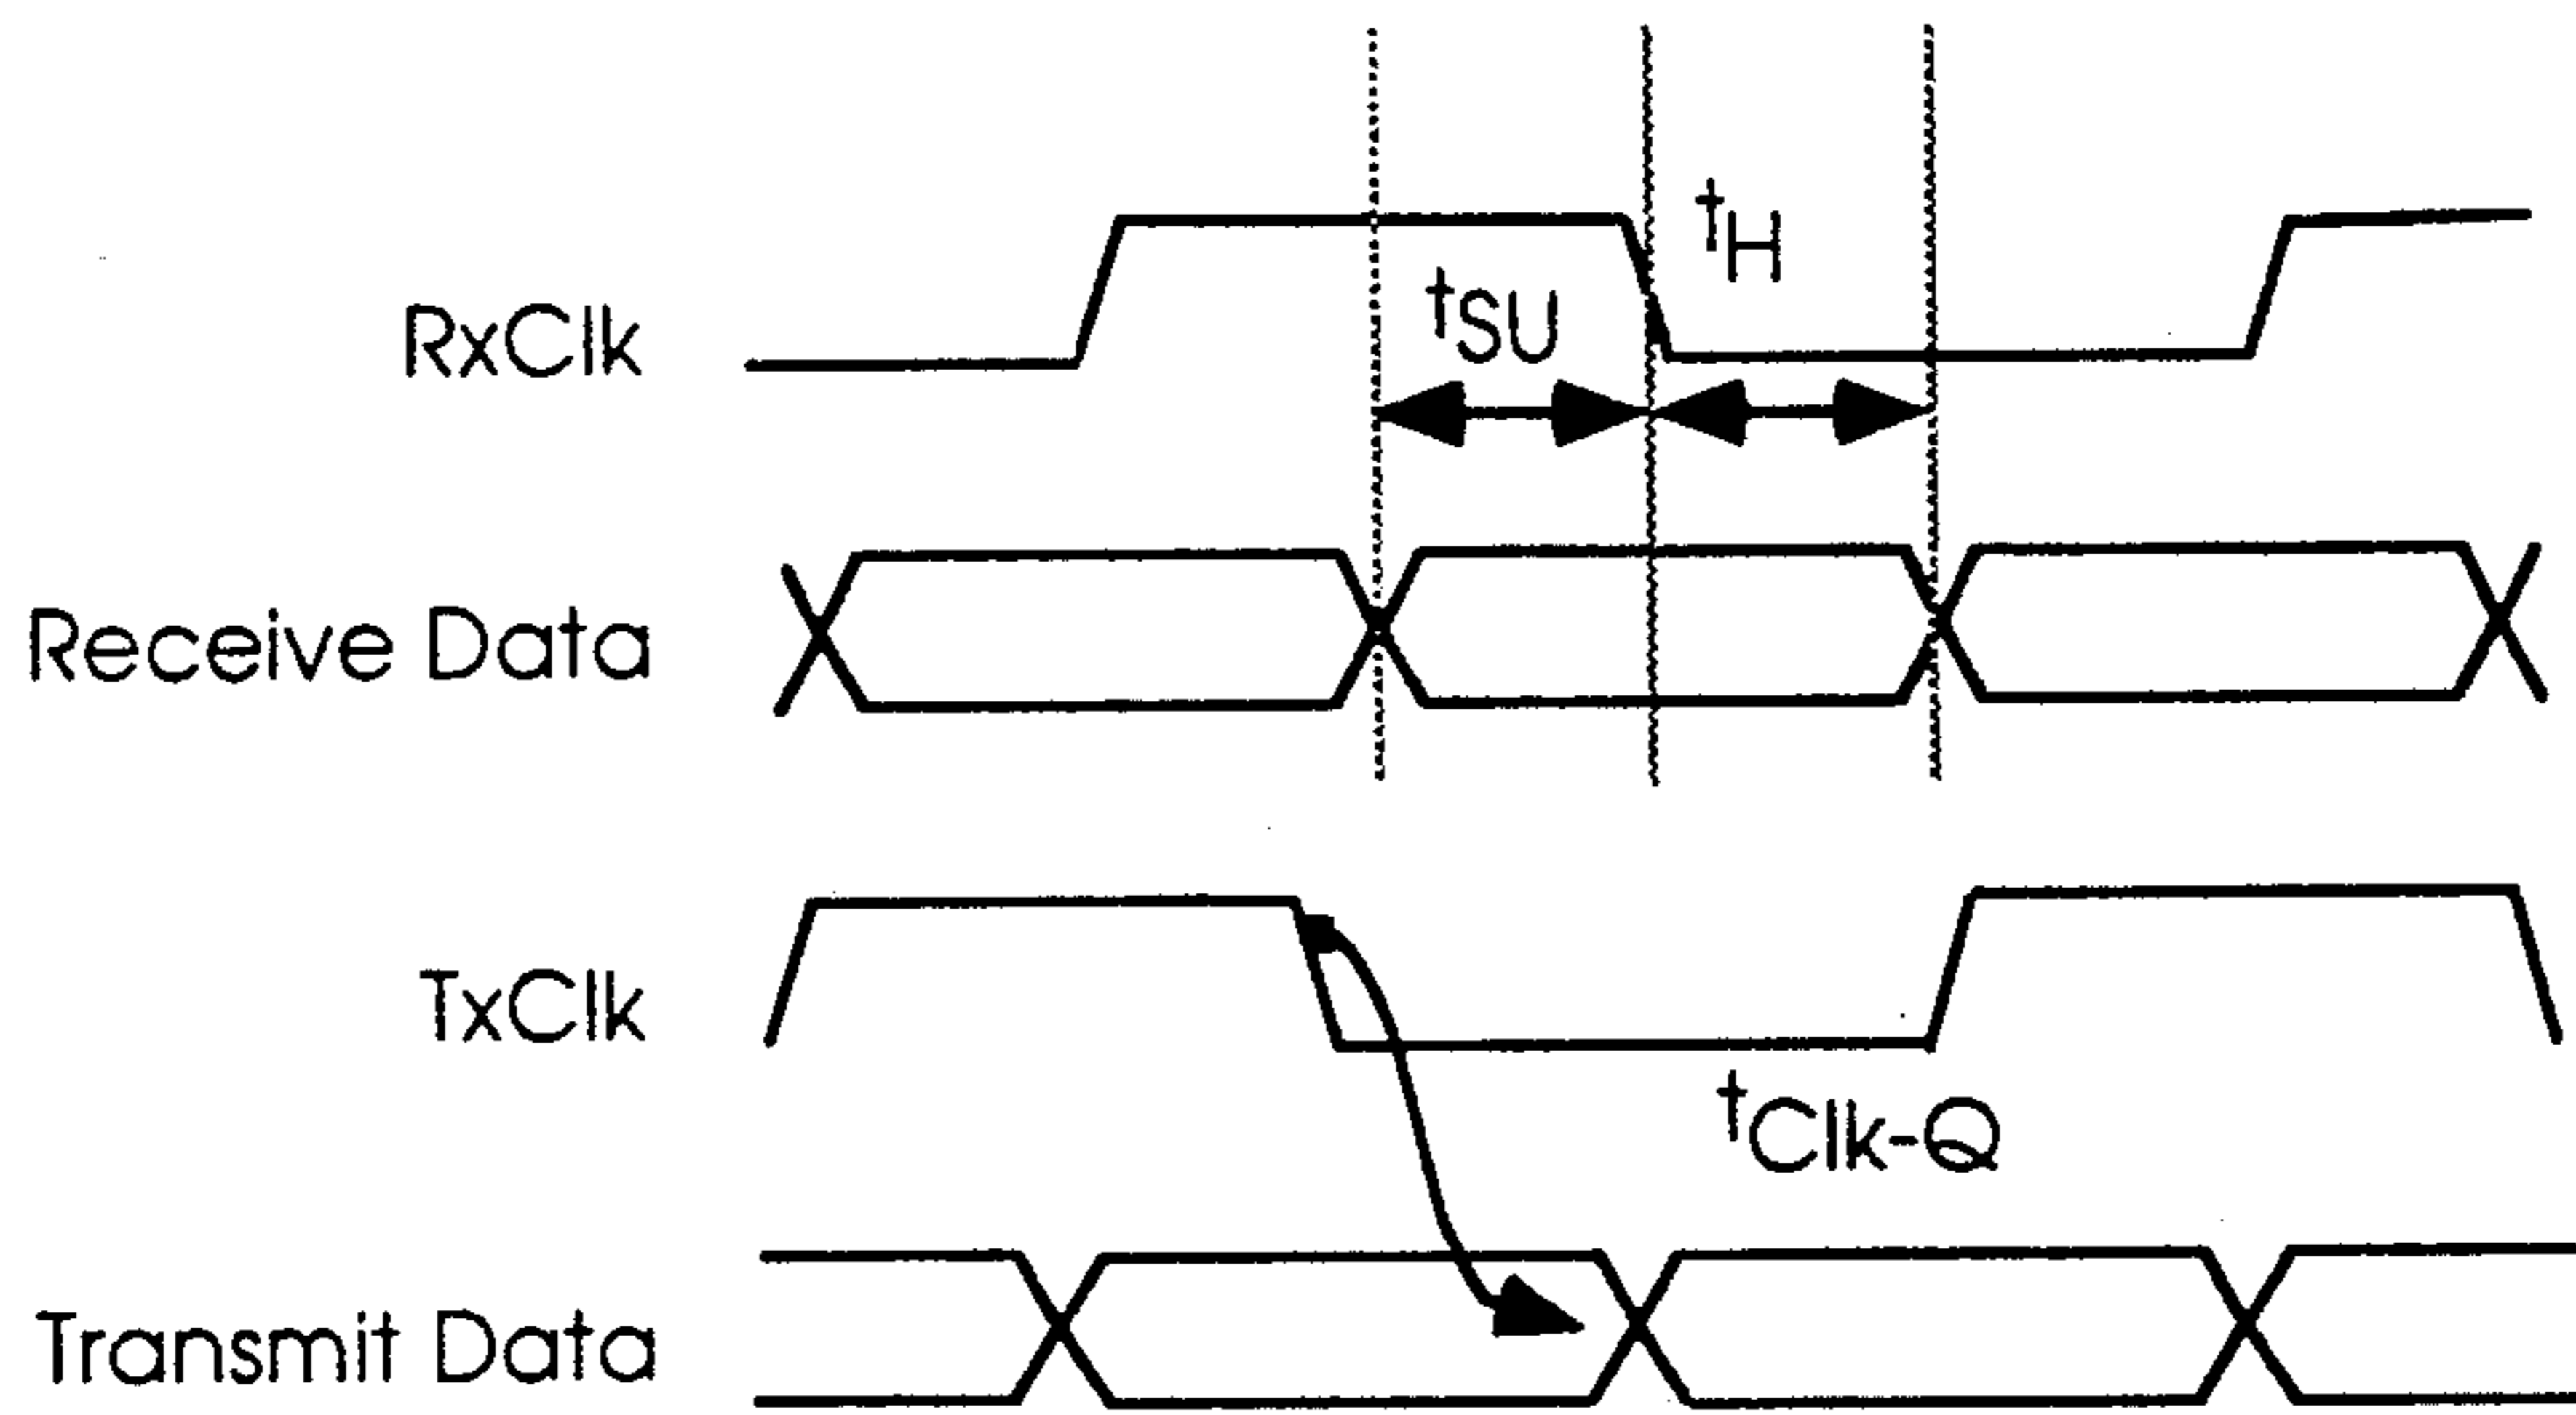 tH
tSU
RxClk
Receive Data
TxClk
tClk-Q
Transmit Data